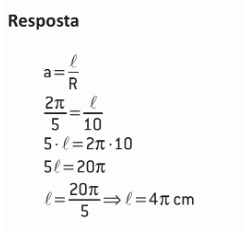 Resposta
a = ℓ/R
2π/5 = ℓ/10
5 · ℓ = 2π · 10
5ℓ = 20π
ℓ = 20π/5 ⇒ ℓ = 4π cm